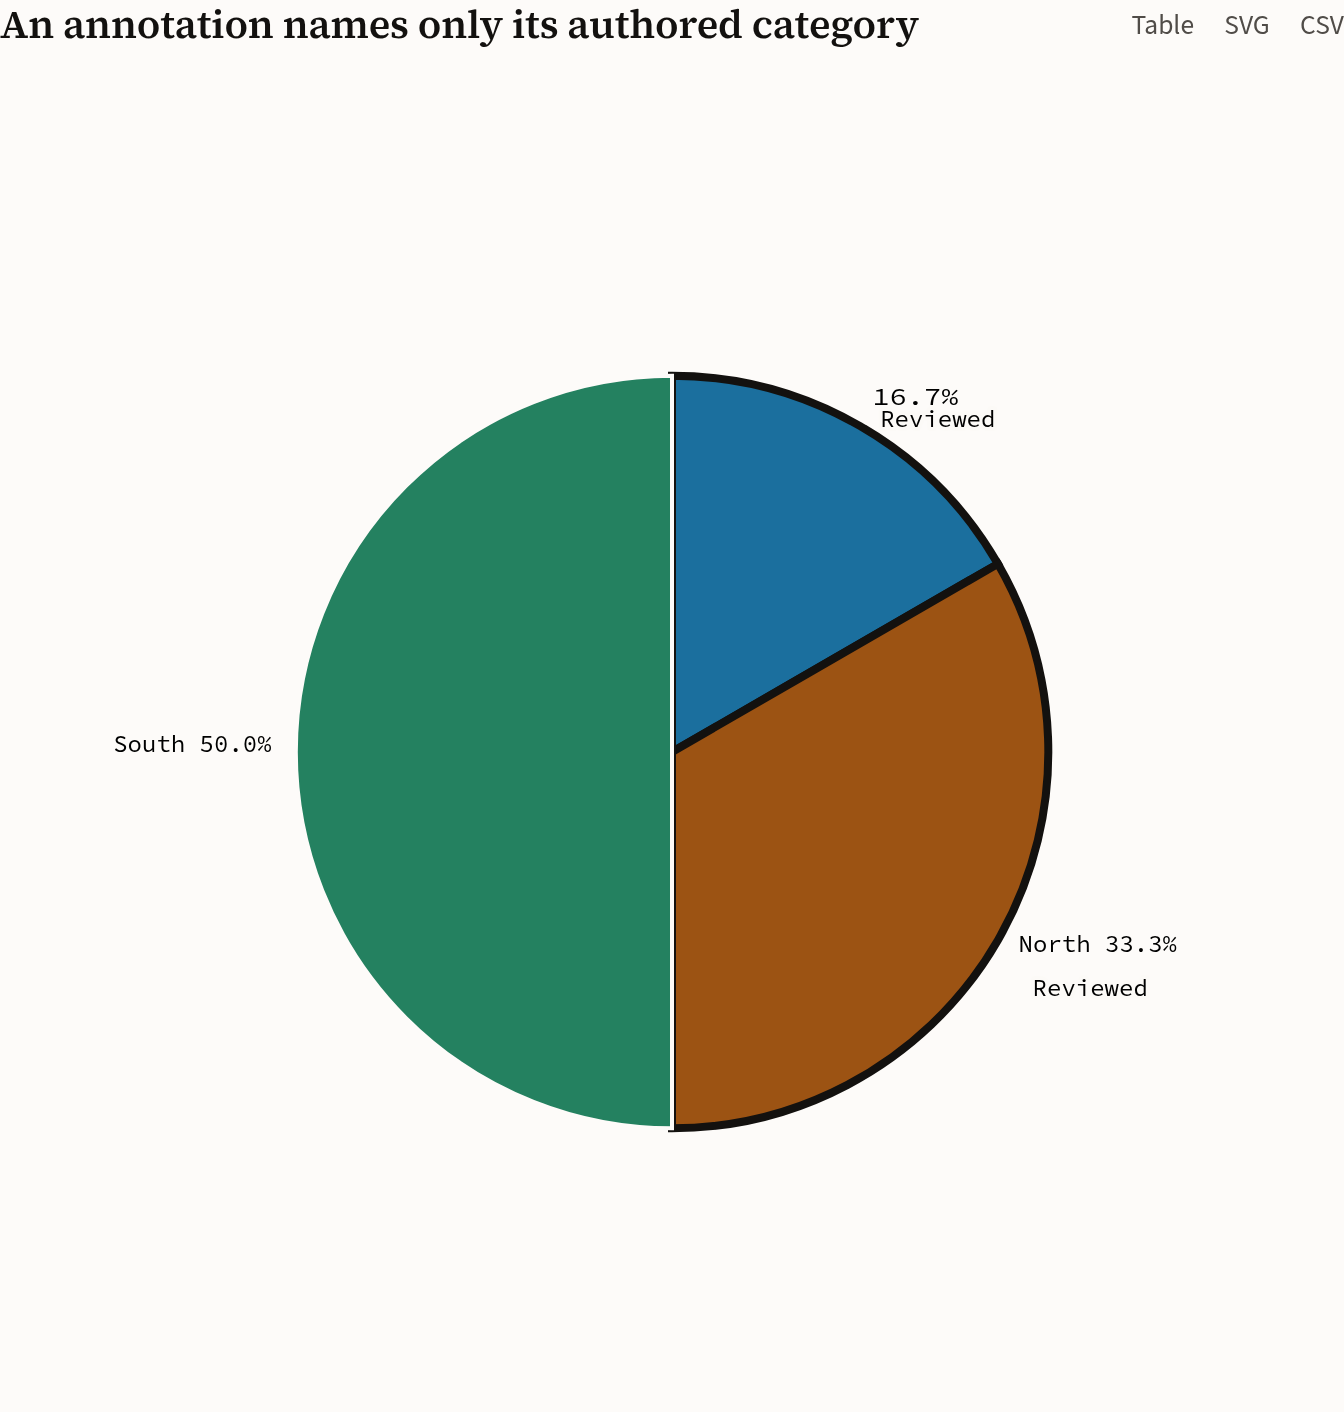 An annotation names only its authored category
Table SVG CSV
16.7%
Reviewed
South 50.0%
North 33.3%
Reviewed